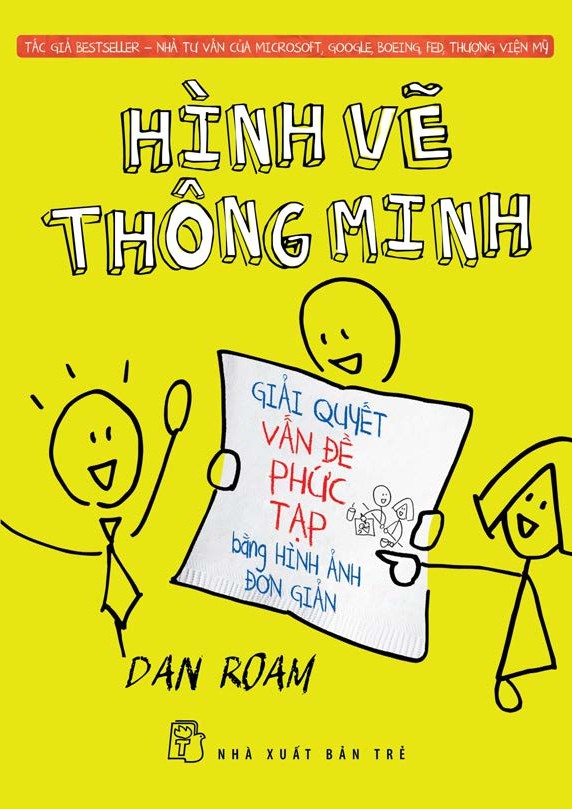 TÁC GIẢ BESTSELLER – NHÀ TƯ VẤN CỦA MICROSOFT, GOOGLE, BOEING, FED, THƯỢNG VIỆN MỸ
HÌNH VẼ
THÔNG MINH
GIẢI QUYẾT
VẤN ĐỀ
PHỨC
TẠP
bằng HÌNH ẢNH
ĐƠN GIẢN
DAN ROAM
T
NHÀ XUẤT BẢN TRẺ